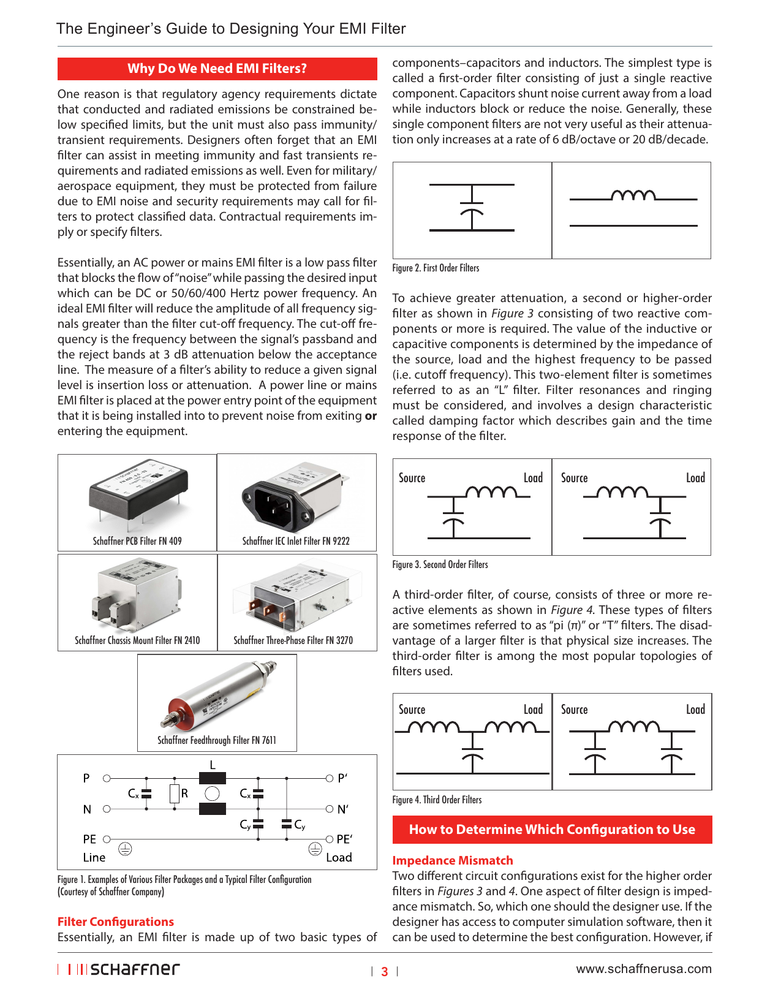 The Engineer’s Guide to Designing Your EMI Filter
Why Do We Need EMI Filters?
One reason is that regulatory agency requirements dictate
that conducted and radiated emissions be constrained be-
low specified limits, but the unit must also pass immunity/
transient requirements. Designers often forget that an EMI
filter can assist in meeting immunity and fast transients re-
quirements and radiated emissions as well. Even for military/
aerospace equipment, they must be protected from failure
due to EMI noise and security requirements may call for fil-
ters to protect classified data. Contractual requirements im-
ply or specify filters.
Essentially, an AC power or mains EMI filter is a low pass filter
that blocks the flow of “noise” while passing the desired input
which can be DC or 50/60/400 Hertz power frequency. An
ideal EMI filter will reduce the amplitude of all frequency sig-
nals greater than the filter cut-off frequency. The cut-off fre-
quency is the frequency between the signal’s passband and
the reject bands at 3 dB attenuation below the acceptance
line. The measure of a filter’s ability to reduce a given signal
level is insertion loss or attenuation. A power line or mains
EMI filter is placed at the power entry point of the equipment
that it is being installed into to prevent noise from exiting or
entering the equipment.
Schaffner PCB Filter FN 409
Schaffner IEC Inlet Filter FN 9222
Schaffner Chassis Mount Filter FN 2410
Schaffner Three-Phase Filter FN 3270
Schaffner Feedthrough Filter FN 7611
L
P P‘
Cx R Cx
N N‘
Cy Cy
PE PE‘
Line Load
Figure 1. Examples of Various Filter Packages and a Typical Filter Configuration
(Courtesy of Schaffner Company)
Filter Configurations
Essentially, an EMI filter is made up of two basic types of
components–capacitors and inductors. The simplest type is
called a first-order filter consisting of just a single reactive
component. Capacitors shunt noise current away from a load
while inductors block or reduce the noise. Generally, these
single component filters are not very useful as their attenua-
tion only increases at a rate of 6 dB/octave or 20 dB/decade.
Figure 2. First Order Filters
To achieve greater attenuation, a second or higher-order
filter as shown in Figure 3 consisting of two reactive com-
ponents or more is required. The value of the inductive or
capacitive components is determined by the impedance of
the source, load and the highest frequency to be passed
(i.e. cutoff frequency). This two-element filter is sometimes
referred to as an “L” filter. Filter resonances and ringing
must be considered, and involves a design characteristic
called damping factor which describes gain and the time
response of the filter.
Source Load Source Load
Figure 3. Second Order Filters
A third-order filter, of course, consists of three or more re-
active elements as shown in Figure 4. These types of filters
are sometimes referred to as “pi (π)” or “T” filters. The disad-
vantage of a larger filter is that physical size increases. The
third-order filter is among the most popular topologies of
filters used.
Source Load Source Load
Figure 4. Third Order Filters
How to Determine Which Configuration to Use
Impedance Mismatch
Two different circuit configurations exist for the higher order
filters in Figures 3 and 4. One aspect of filter design is imped-
ance mismatch. So, which one should the designer use. If the
designer has access to computer simulation software, then it
can be used to determine the best configuration. However, if
SCHAFFNER
| 3 |
www.schaffnerusa.com